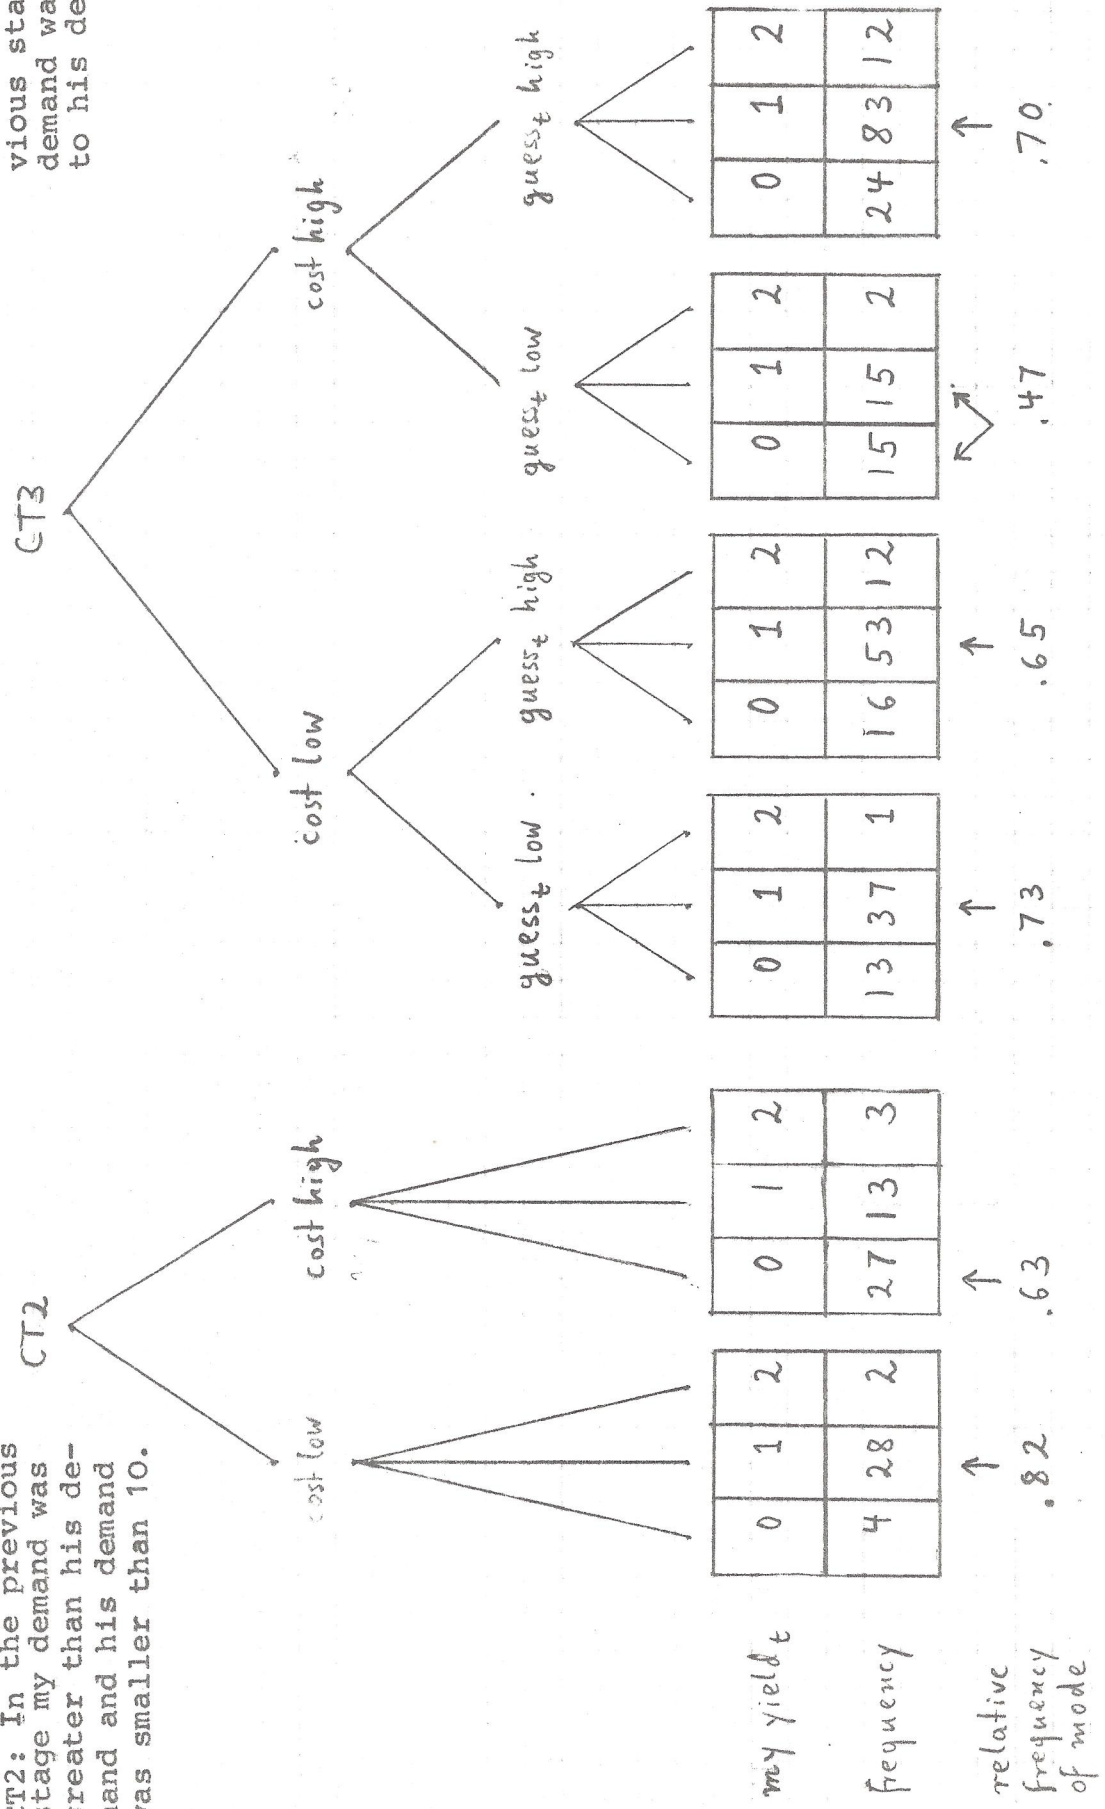 CT2: In the previous
stage my demand was
greater than his de-
mand and his demand
was smaller than 10.
vious sta
demand wa
to his de
CT2
CT3
cost low
cost high
cost low
cost high
guess_t low
guess_t high
guess_t low
guess_t high
my yield_t
0 1 2
0 1 2
0 1 2
0 1 2
0 1 2
0 1 2
frequency
4 28 2
27 13 3
13 37 1
16 53 12
15 15 2
24 83 12
relative
frequency
of mode
.82
.63
.73
.65
.47
.70